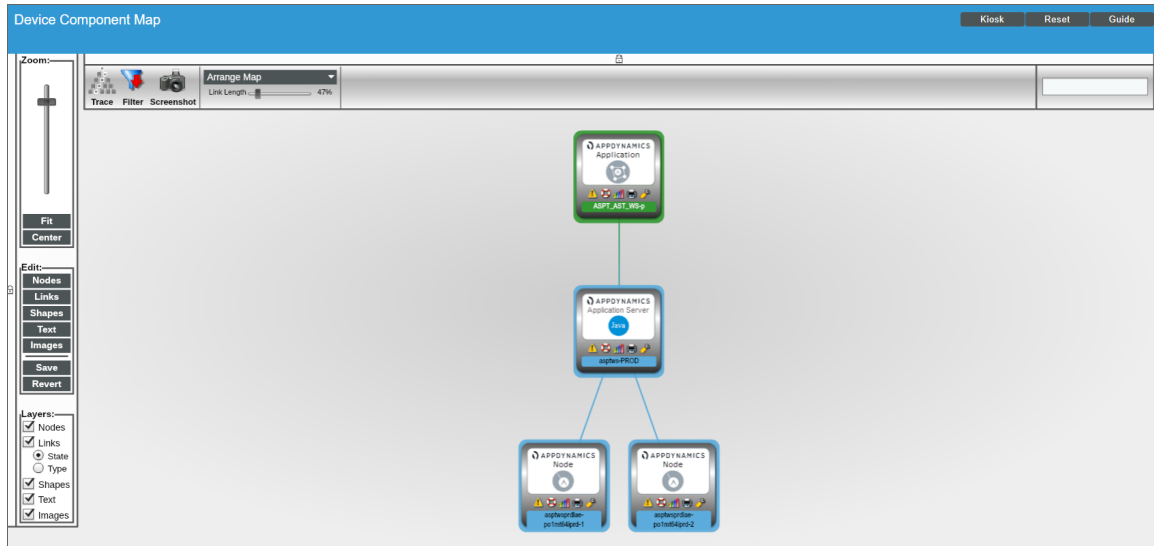 Device Component Map
Kiosk Reset Guide
Zoom:
Trace Filter Screenshot
Arrange Map
Link Length 47%
Fit
Center
Edit:
Nodes
Links
Shapes
Text
Images
Save
Revert
Layers:
Nodes
Links
State
Type
Shapes
Text
Images
APPDYNAMICS
Application
ASPT_AST_WS-p
APPDYNAMICS
Application Server
Java
asptws-PROD
APPDYNAMICS
Node
APPDYNAMICS
Node